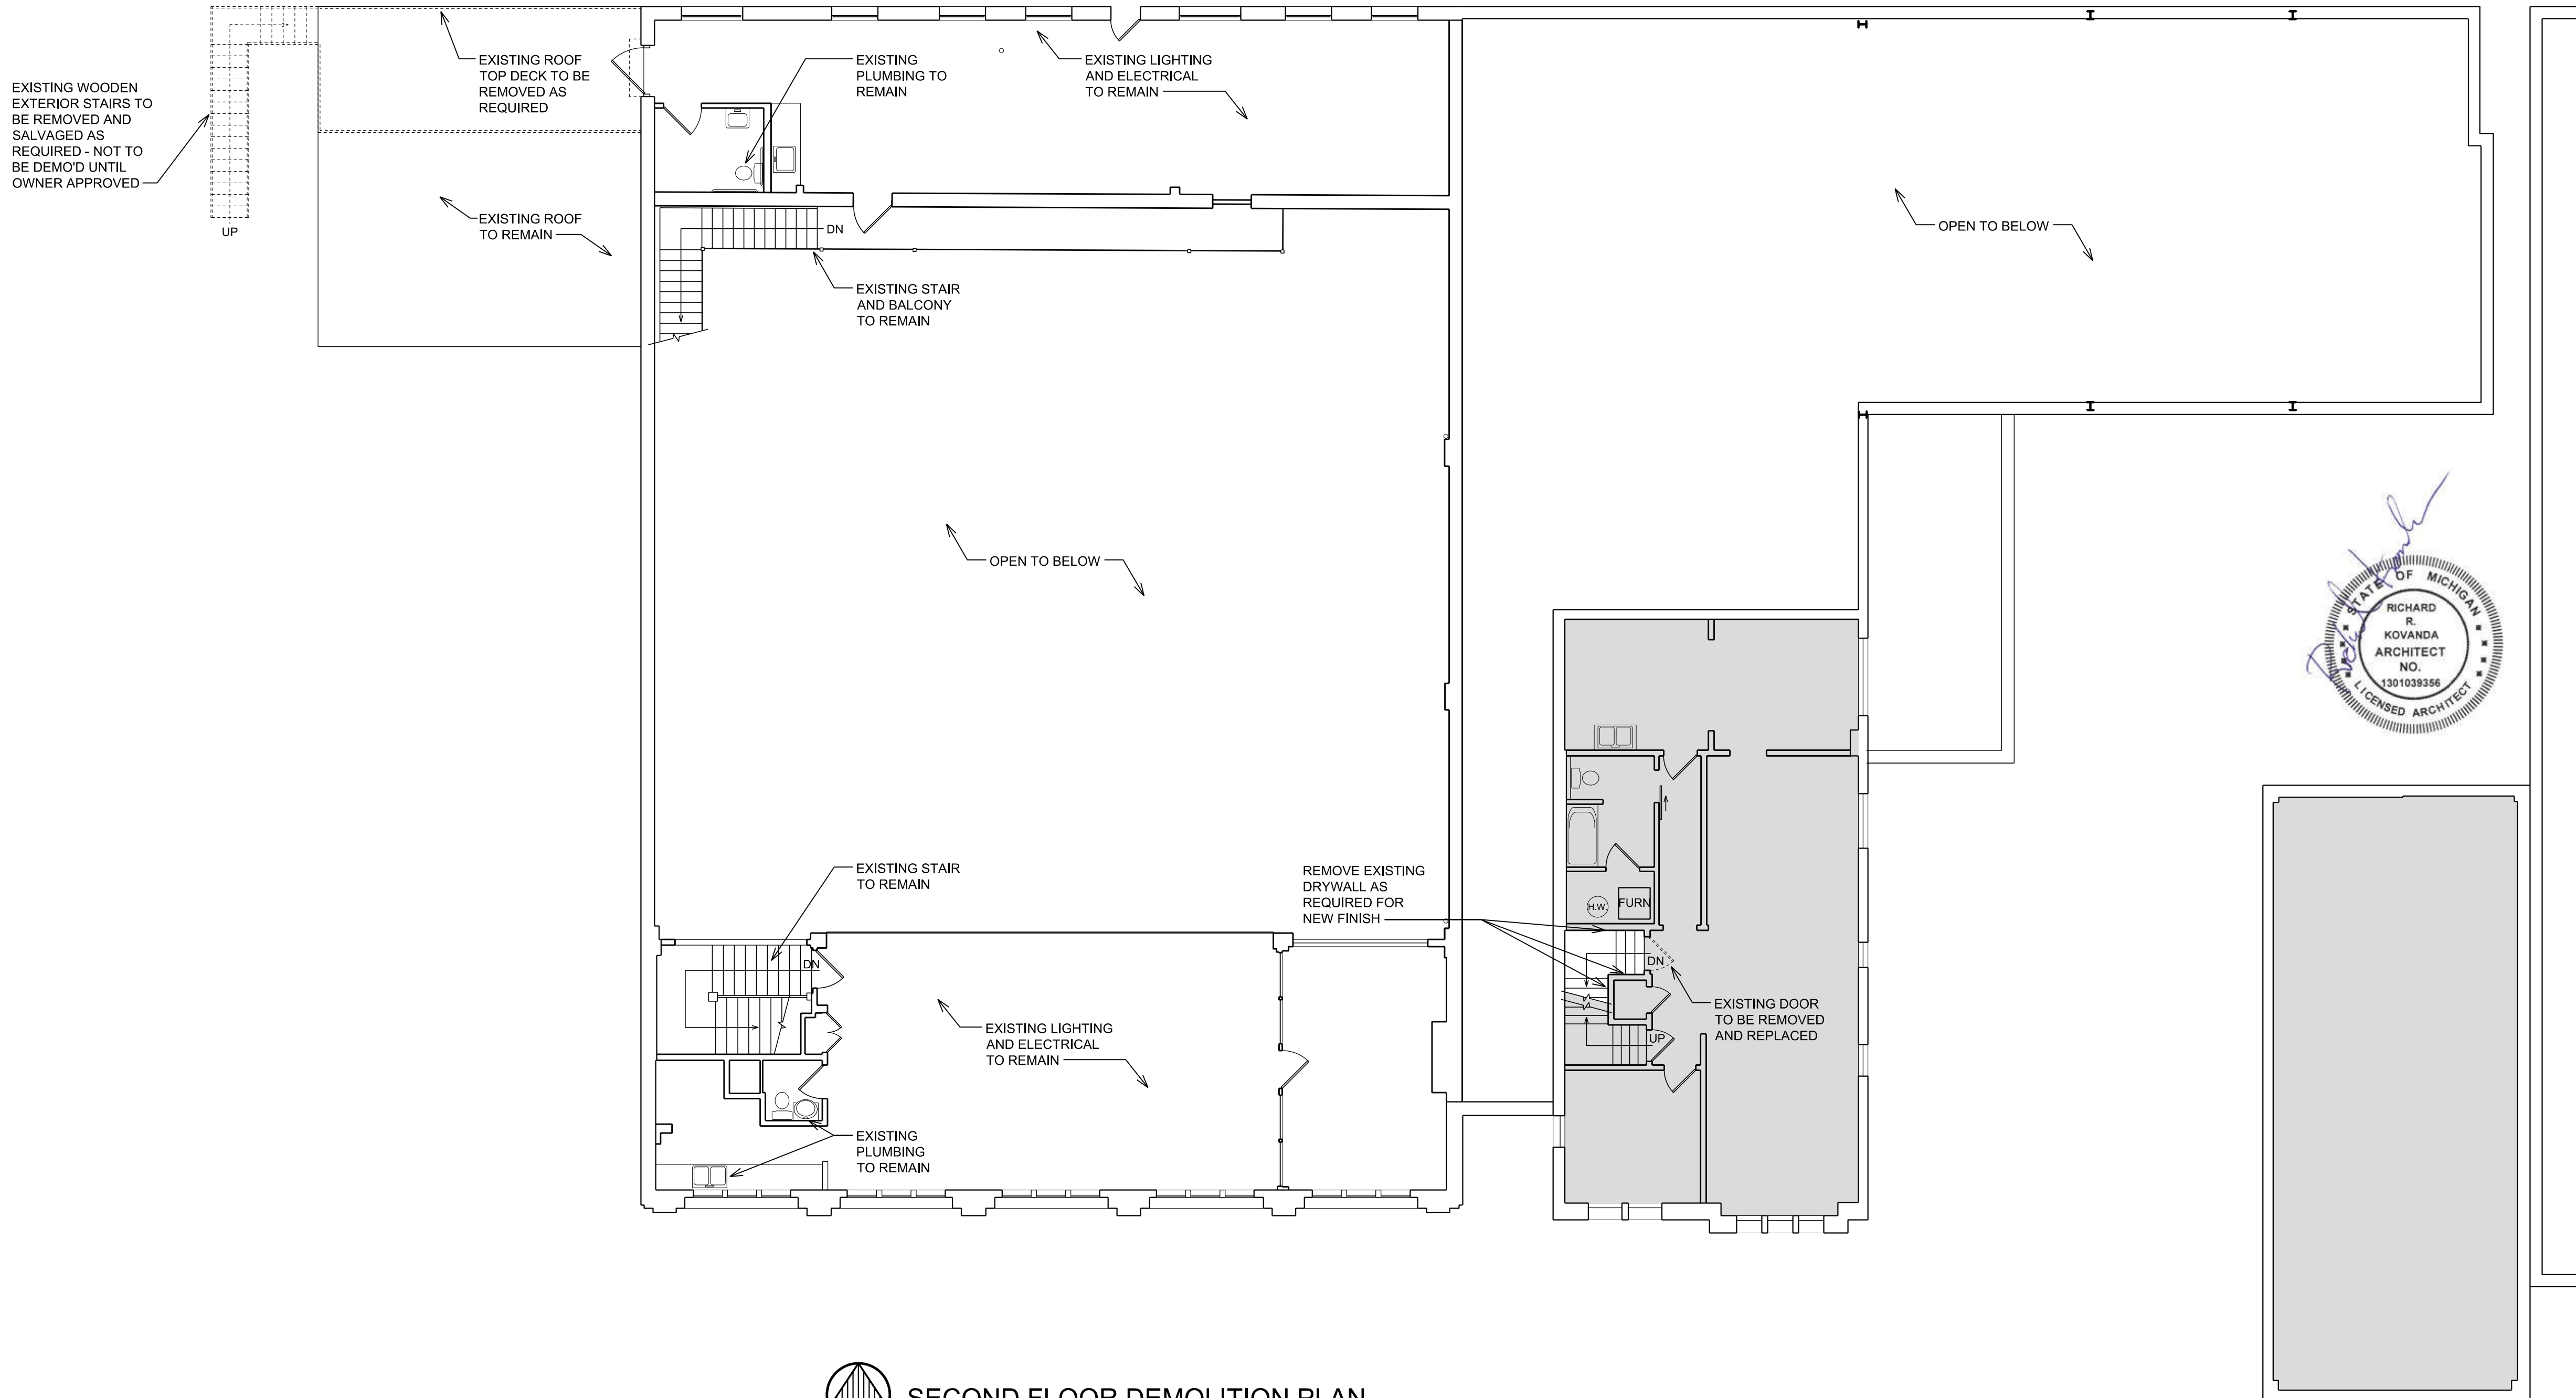 EXISTING WOODEN
EXTERIOR STAIRS TO
BE REMOVED AND
SALVAGED AS
REQUIRED - NOT TO
BE DEMO'D UNTIL
OWNER APPROVED
UP
EXISTING ROOF
TOP DECK TO BE
REMOVED AS
REQUIRED
EXISTING ROOF
TO REMAIN
EXISTING
PLUMBING TO
REMAIN
EXISTING LIGHTING
AND ELECTRICAL
TO REMAIN
DN
EXISTING STAIR
AND BALCONY
TO REMAIN
OPEN TO BELOW
OPEN TO BELOW
STATE OF MICHIGAN
RICHARD
R.
KOVANDA
ARCHITECT
NO.
1301039356
LICENSED ARCHITECT
EXISTING STAIR
TO REMAIN
REMOVE EXISTING
DRYWALL AS
REQUIRED FOR
NEW FINISH
H.W.
FURN
DN
DN
UP
EXISTING DOOR
TO BE REMOVED
AND REPLACED
EXISTING LIGHTING
AND ELECTRICAL
TO REMAIN
EXISTING
PLUMBING
TO REMAIN
SECOND FLOOR DEMOLITION PLAN